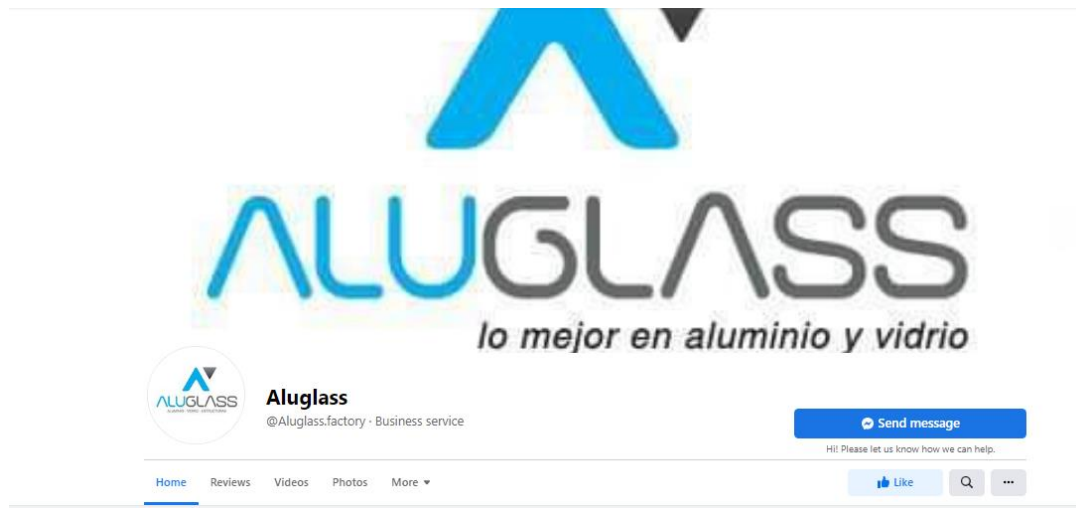 ALUGLASS
lo mejor en aluminio y vidrio
ALUGLASS
Aluglass
@Aluglass.factory · Business service
Send message
Hi! Please let us know how we can help.
Home Reviews Videos Photos More
Like